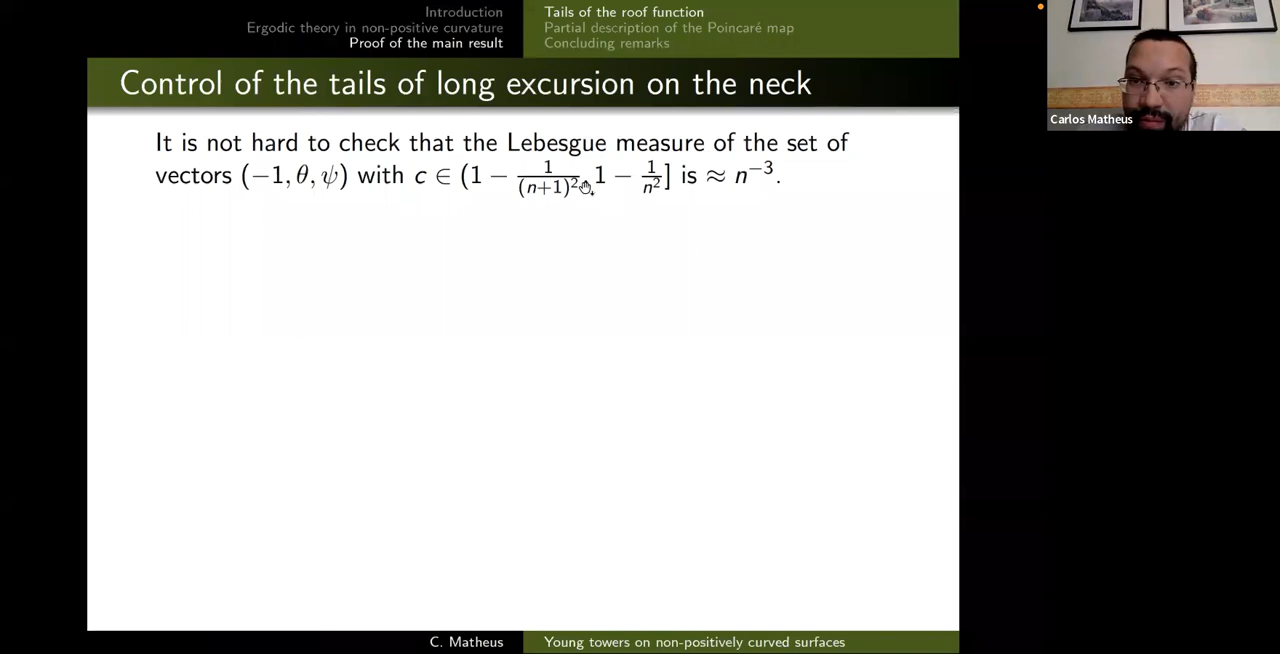 Introduction
Ergodic theory in non-positive curvature
Proof of the main result
Tails of the roof function
Partial description of the Poincaré map
Concluding remarks
Control of the tails of long excursion on the neck
It is not hard to check that the Lebesgue measure of the set of
vectors (−1, θ, ψ) with c ∈ (1 − 1/(n+1)², 1 − 1/n²] is ≈ n⁻³.
C. Matheus
Young towers on non-positively curved surfaces
Carlos Matheus